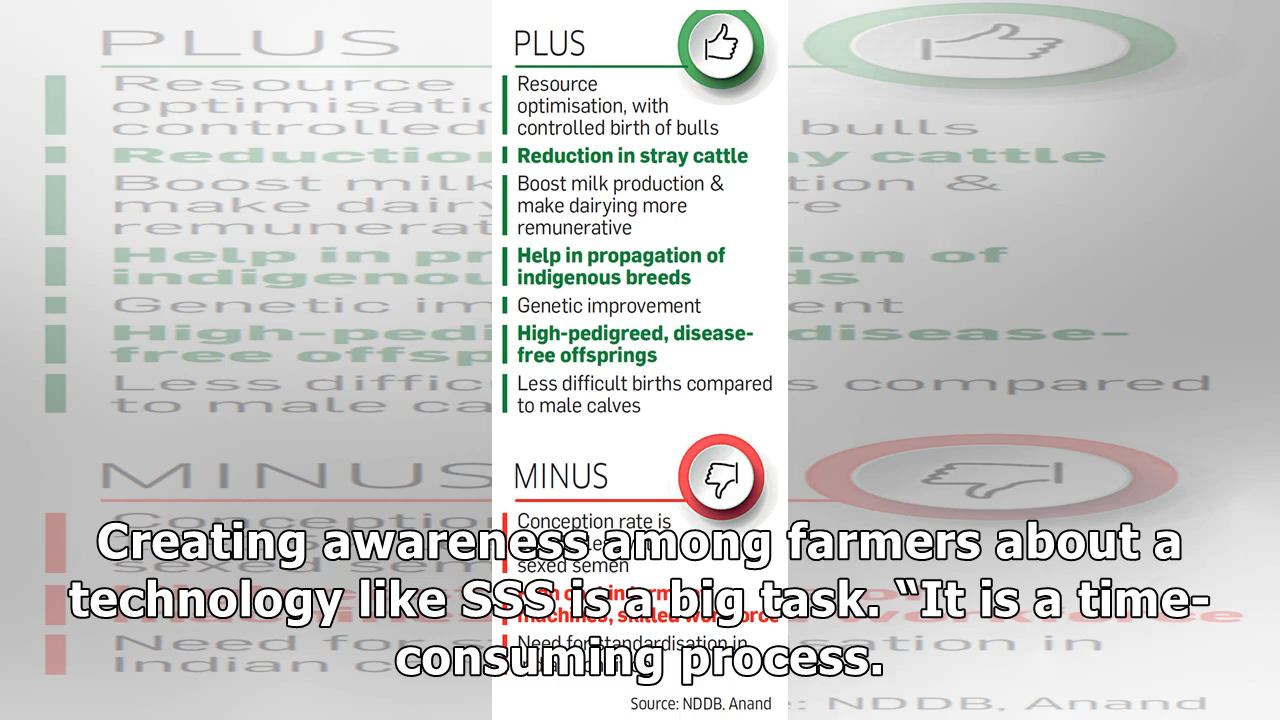 PLUS
Resource
optimisation, with
controlled birth of bulls
Reduction in stray cattle
Boost milk production &
make dairying more
remunerative
Help in propagation of
indigenous breeds
Genetic improvement
High-pedigreed, disease-
free offsprings
Less difficult births compared
to male calves
MINUS
Conception rate is
sexed semen
machines, skilled workforce
Need for standardisation in
Source: NDDB, Anand
Creating awareness among farmers about a
technology like SSS is a big task. “It is a time-
consuming process.